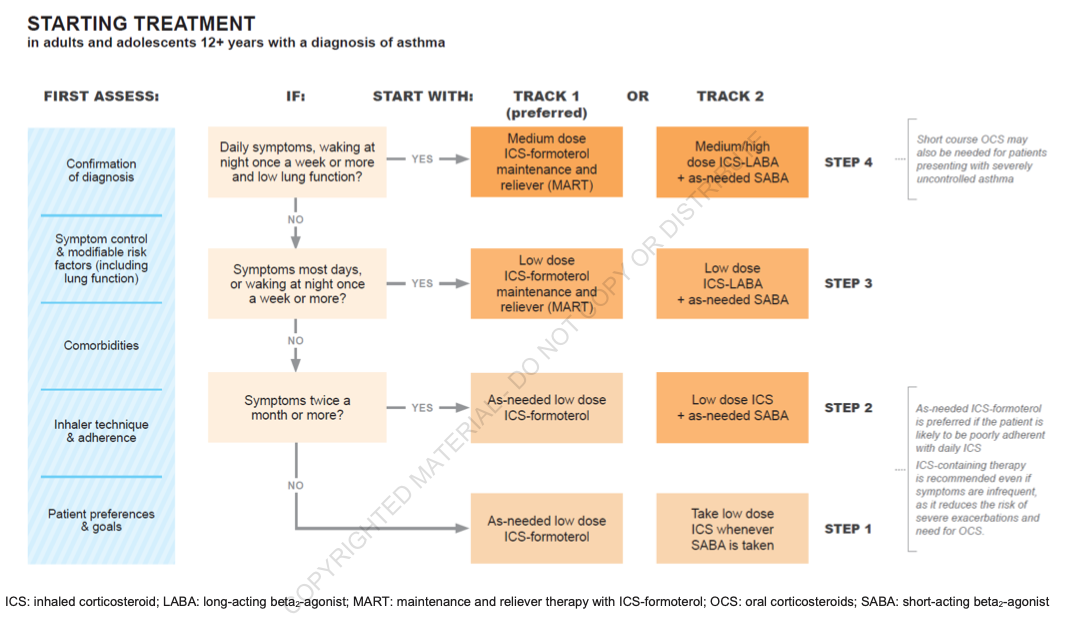 STARTING TREATMENT
in adults and adolescents 12+ years with a diagnosis of asthma
FIRST ASSESS:
IF:
START WITH:
TRACK 1
(preferred)
OR
TRACK 2
Confirmation
of diagnosis
Symptom control
& modifiable risk
factors (including
lung function)
Comorbidities
Inhaler technique
& adherence
Patient preferences
& goals
Daily symptoms, waking at
night once a week or more
and low lung function?
YES
Medium dose
ICS-formoterol
maintenance and
reliever (MART)
Medium/high
dose ICS-LABA
+ as-needed SABA
STEP 4
Short course OCS may
also be needed for patients
presenting with severely
uncontrolled asthma
NO
Symptoms most days,
or waking at night once
a week or more?
YES
Low dose
ICS-formoterol
maintenance and
reliever (MART)
Low dose
ICS-LABA
+ as-needed SABA
STEP 3
NO
Symptoms twice a
month or more?
YES
As-needed low dose
ICS-formoterol
Low dose ICS
+ as-needed SABA
STEP 2
As-needed ICS-formoterol
is preferred if the patient is
likely to be poorly adherent
with daily ICS
ICS-containing therapy
is recommended even if
symptoms are infrequent,
as it reduces the risk of
severe exacerbations and
need for OCS.
NO
As-needed low dose
ICS-formoterol
Take low dose
ICS whenever
SABA is taken
STEP 1
COPYRIGHTED MATERIAL - DO NOT COPY OR DISTRIBUTE
ICS: inhaled corticosteroid; LABA: long-acting beta₂-agonist; MART: maintenance and reliever therapy with ICS-formoterol; OCS: oral corticosteroids; SABA: short-acting beta₂-agonist